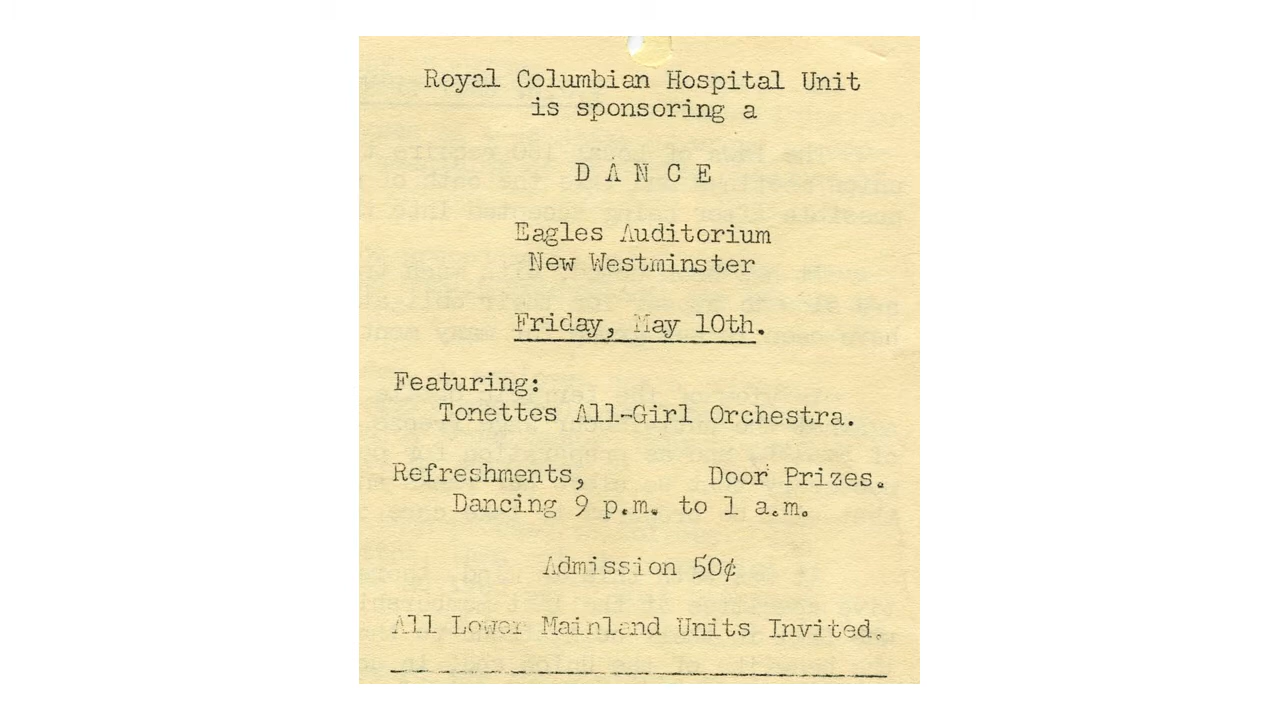 Royal Columbian Hospital Unit
is sponsoring a
D A N C E
Eagles Auditorium
New Westminster
Friday, May 10th.
Featuring:
Tonettes All-Girl Orchestra.
Refreshments, Door Prizes.
Dancing 9 p.m. to 1 a.m.
Admission 50¢
All Lower Mainland Units Invited.